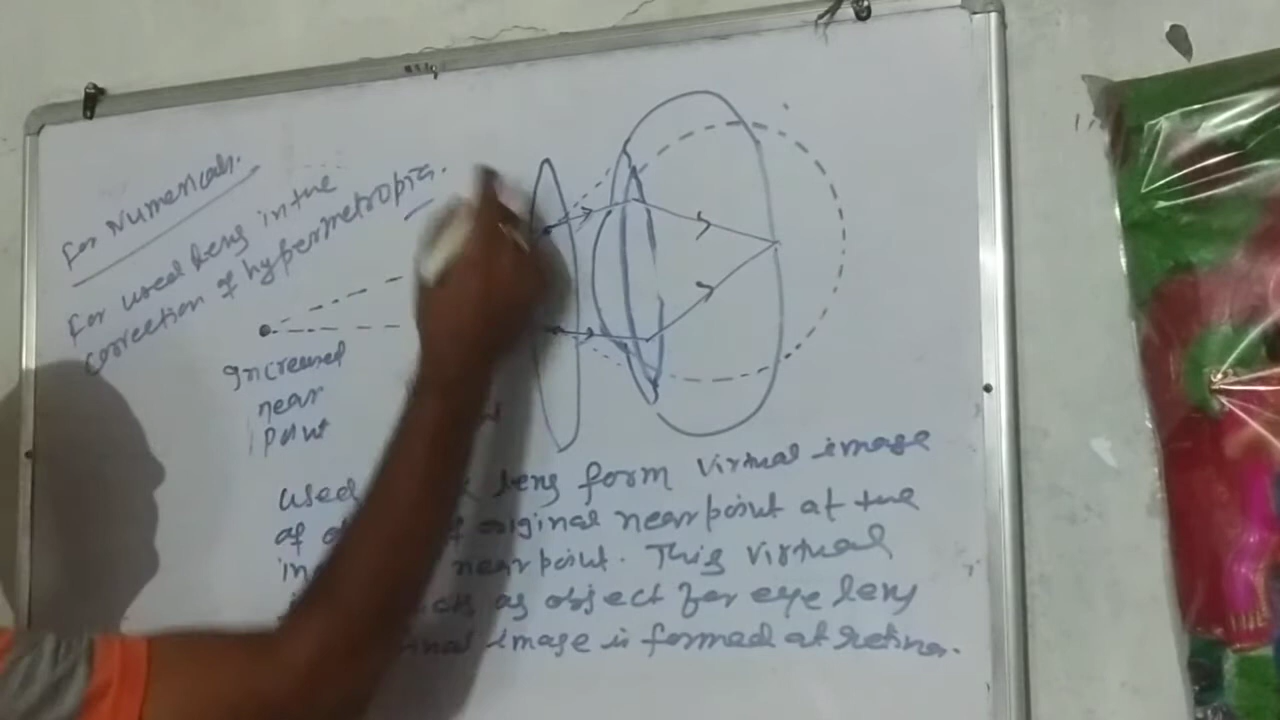 For Numericals.
For used lens in the
correction of hypermetropia.
Increased
near
point
used lens form virtual image
of original near point at the
near point. This virtual
as object for eye lens
image is formed at retina.